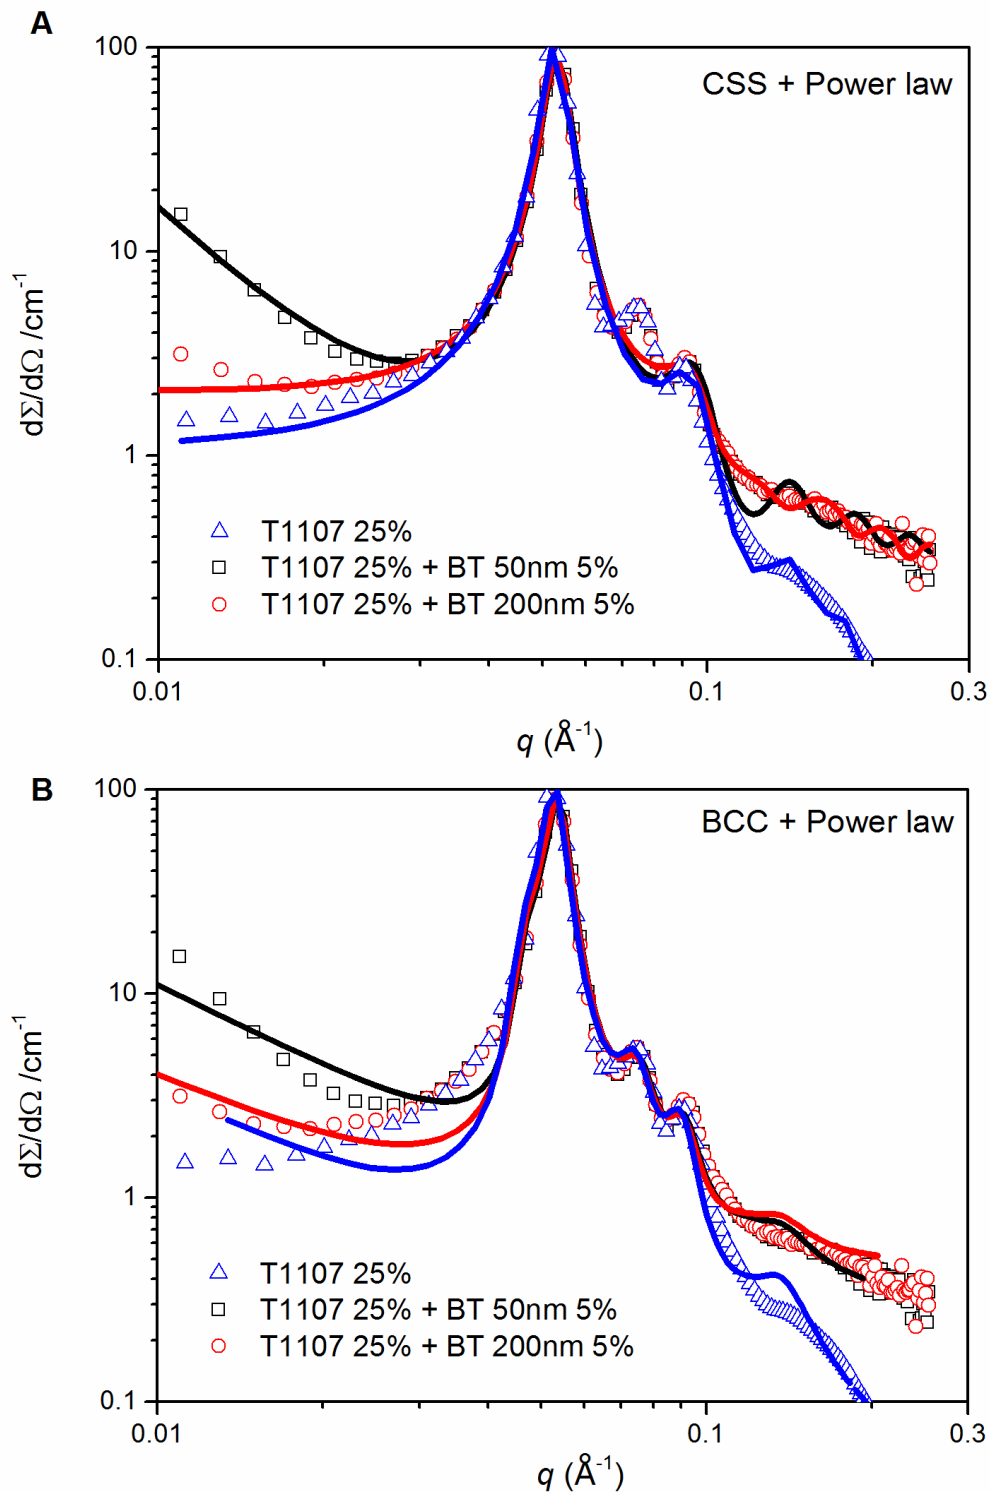 A
100
CSS + Power law
10
dΣ/dΩ /cm⁻¹
1
T1107 25%
T1107 25% + BT 50nm 5%
T1107 25% + BT 200nm 5%
0.1
0.01
0.1
0.3
q (Å⁻¹)
B
100
BCC + Power law
10
dΣ/dΩ /cm⁻¹
1
T1107 25%
T1107 25% + BT 50nm 5%
T1107 25% + BT 200nm 5%
0.1
0.01
0.1
0.3
q (Å⁻¹)